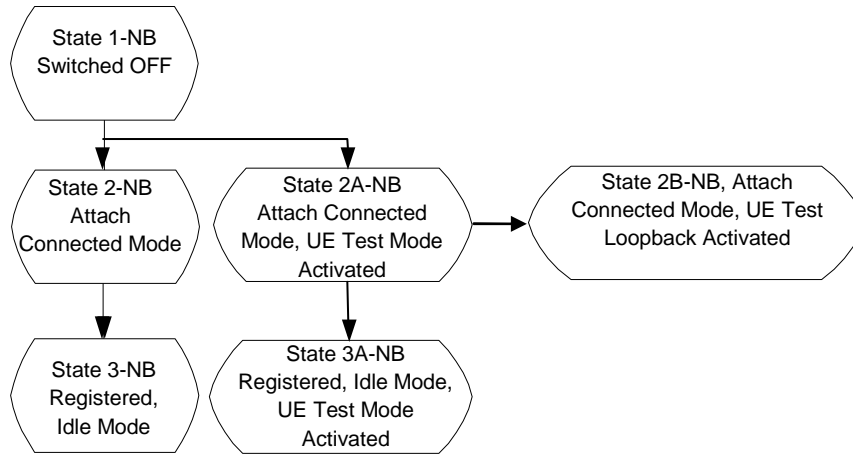 State 1-NB
Switched OFF
State 2-NB
Attach
Connected Mode
State 2A-NB
Attach Connected
Mode, UE Test Mode
Activated
State 2B-NB, Attach
Connected Mode, UE Test
Loopback Activated
State 3-NB
Registered,
Idle Mode
State 3A-NB
Registered, Idle Mode,
UE Test Mode
Activated